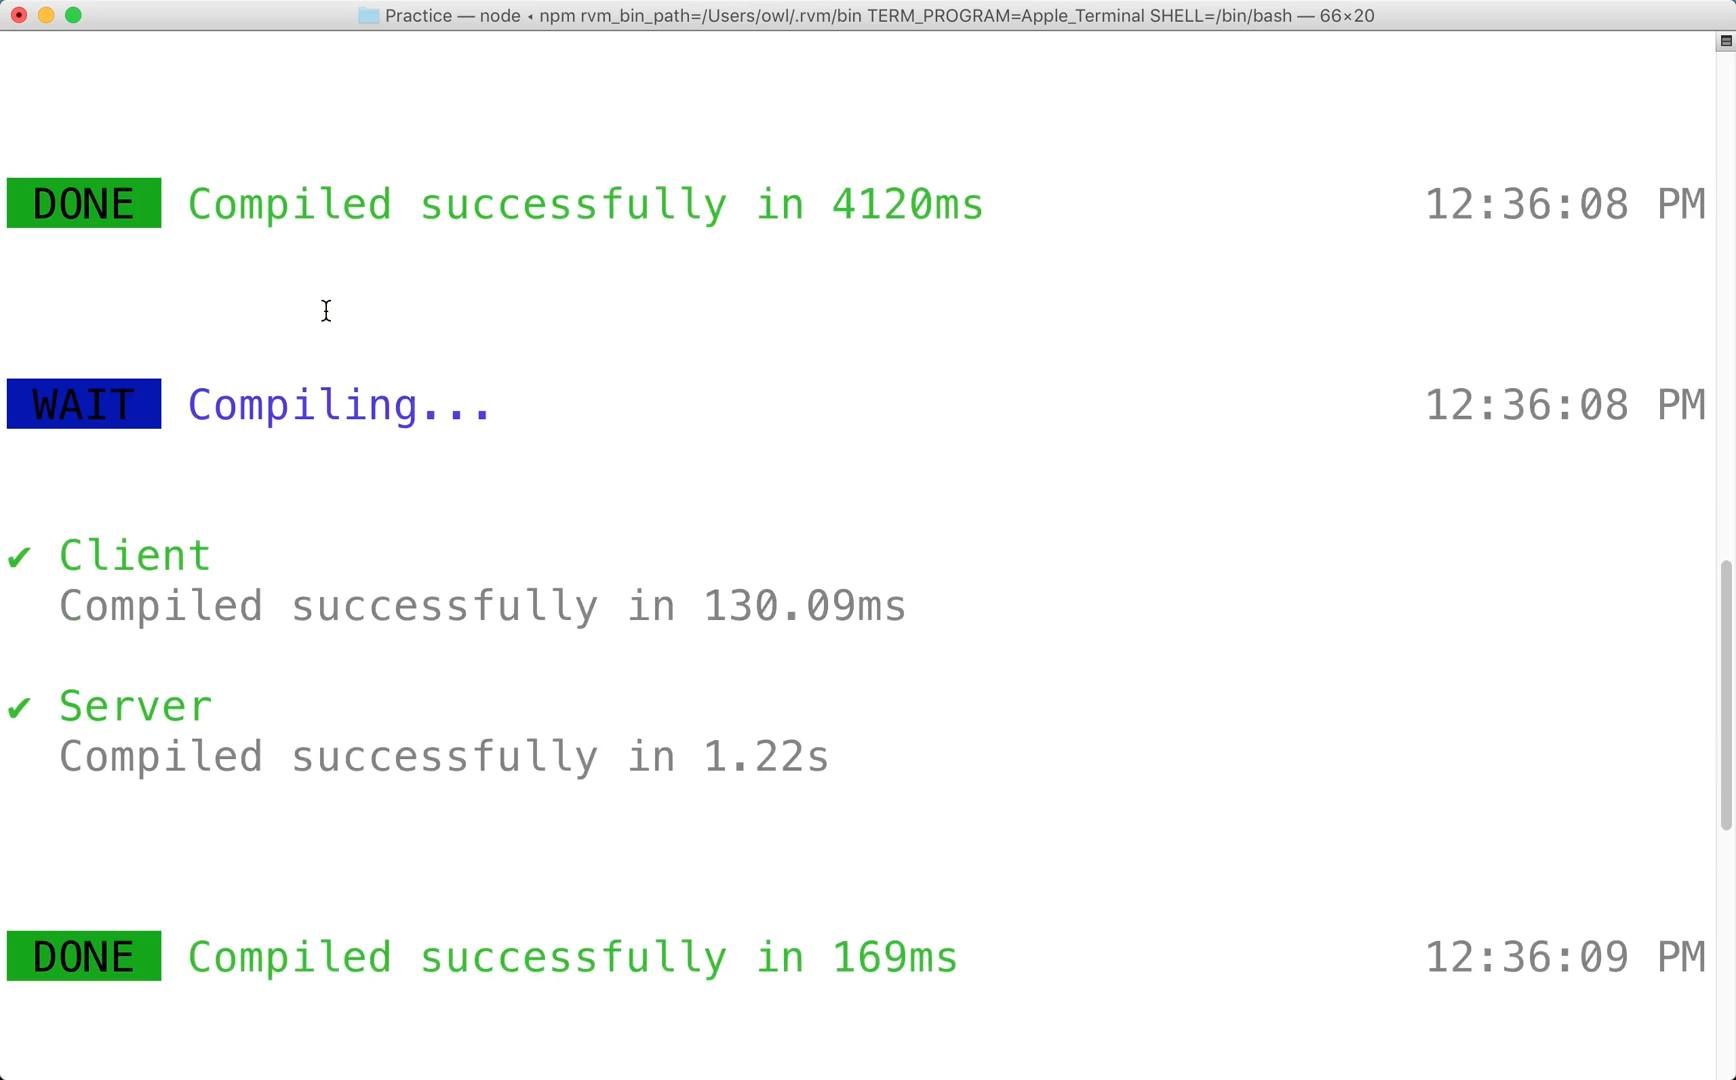 Practice — node ◂ npm rvm_bin_path=/Users/owl/.rvm/bin TERM_PROGRAM=Apple_Terminal SHELL=/bin/bash — 66×20
DONE Compiled successfully in 4120ms 12:36:08 PM
WAIT Compiling... 12:36:08 PM
✔ Client
Compiled successfully in 130.09ms
✔ Server
Compiled successfully in 1.22s
DONE Compiled successfully in 169ms 12:36:09 PM